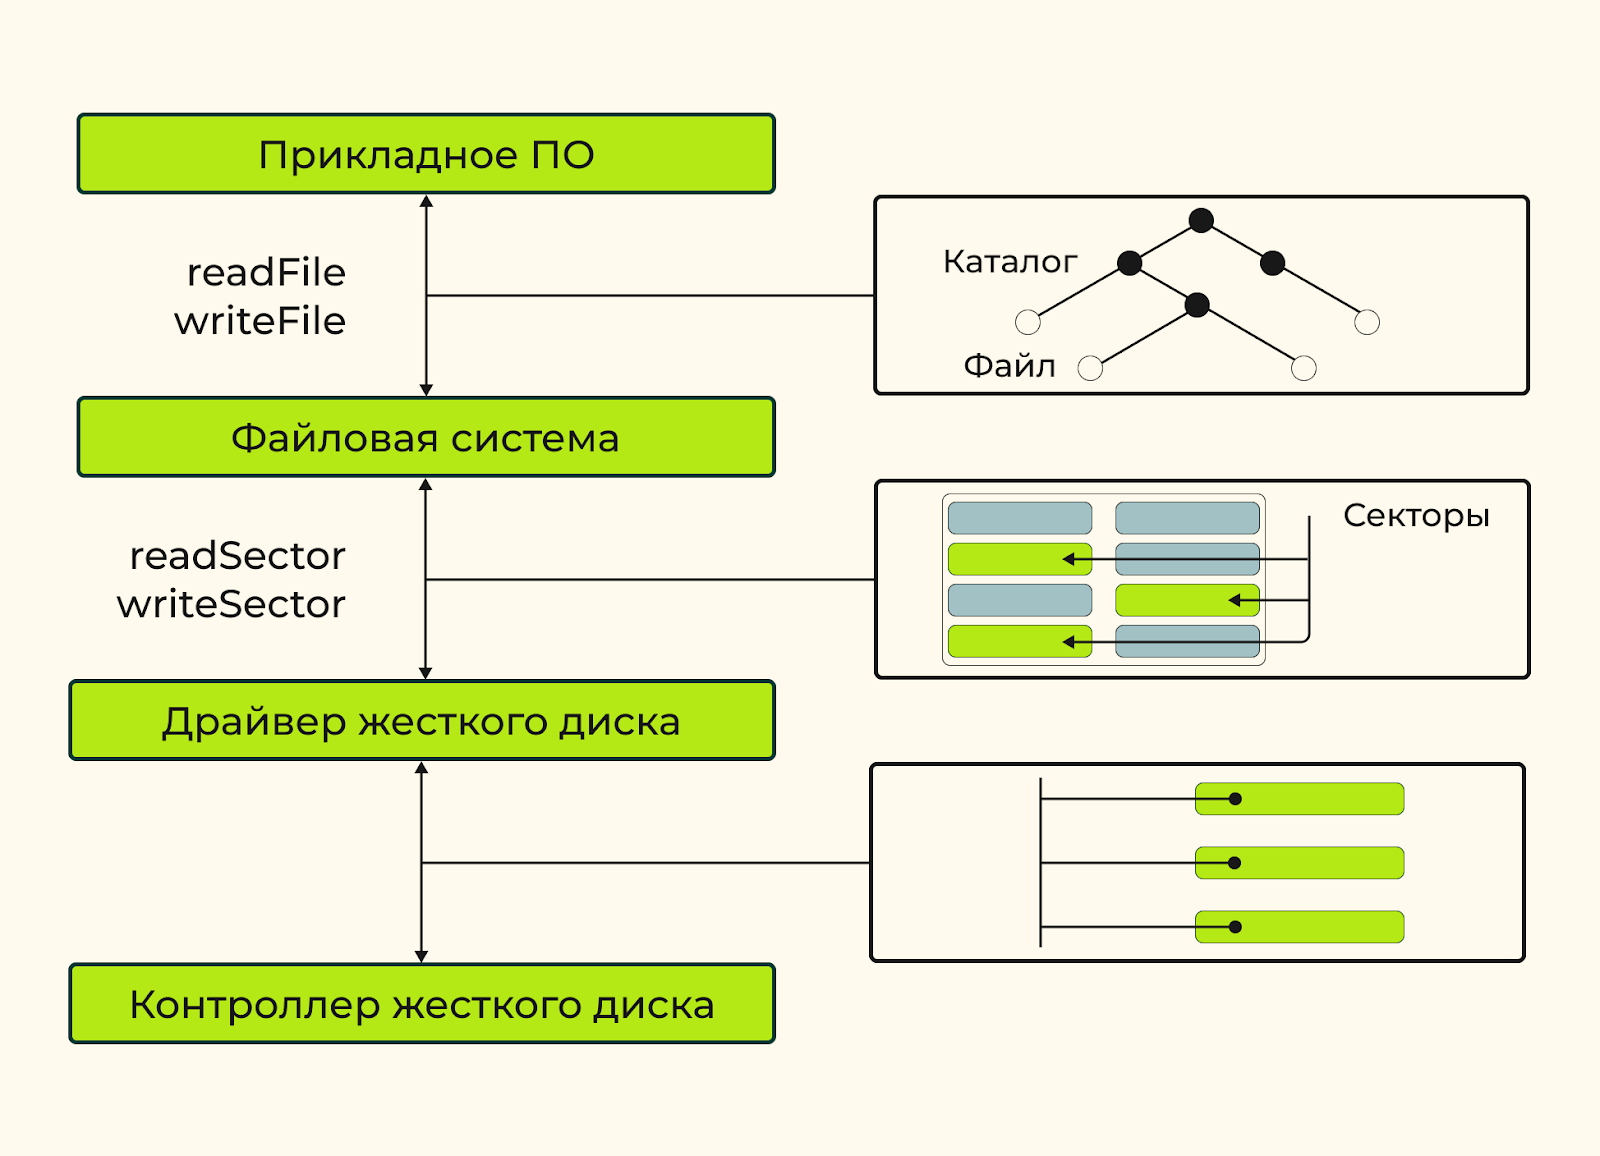 Прикладное ПО
readFile
writeFile
Каталог
Файл
Файловая система
readSector
writeSector
Секторы
Драйвер жесткого диска
Контроллер жесткого диска